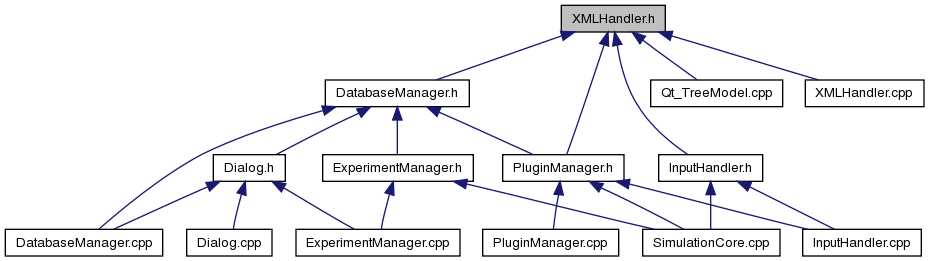 XMLHandler.h
DatabaseManager.h
Qt_TreeModel.cpp
XMLHandler.cpp
Dialog.h
ExperimentManager.h
PluginManager.h
InputHandler.h
DatabaseManager.cpp
Dialog.cpp
ExperimentManager.cpp
PluginManager.cpp
SimulationCore.cpp
InputHandler.cpp